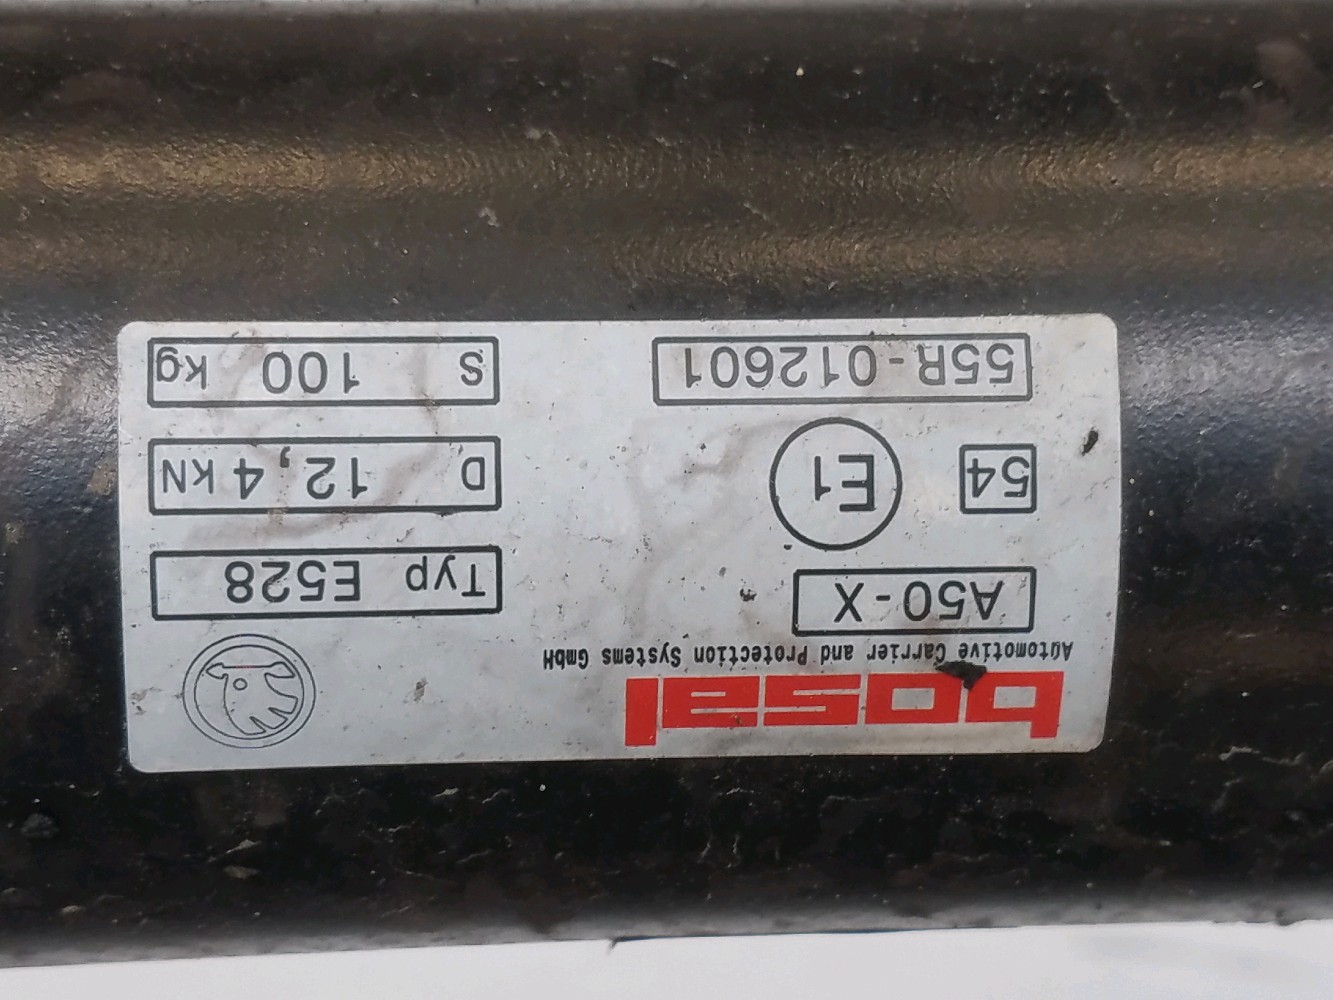 bosal
Automotive Carrier and Protection Systems GmbH
A50-X
Typ E528
54
E1
D 12,4 kN
55R-012601
S 100 kg